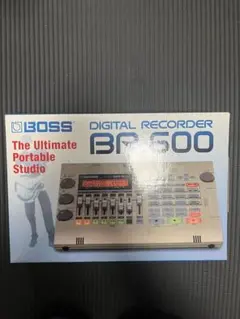 BOSS
DIGITAL RECORDER
BR-600
The Ultimate
Portable
Studio